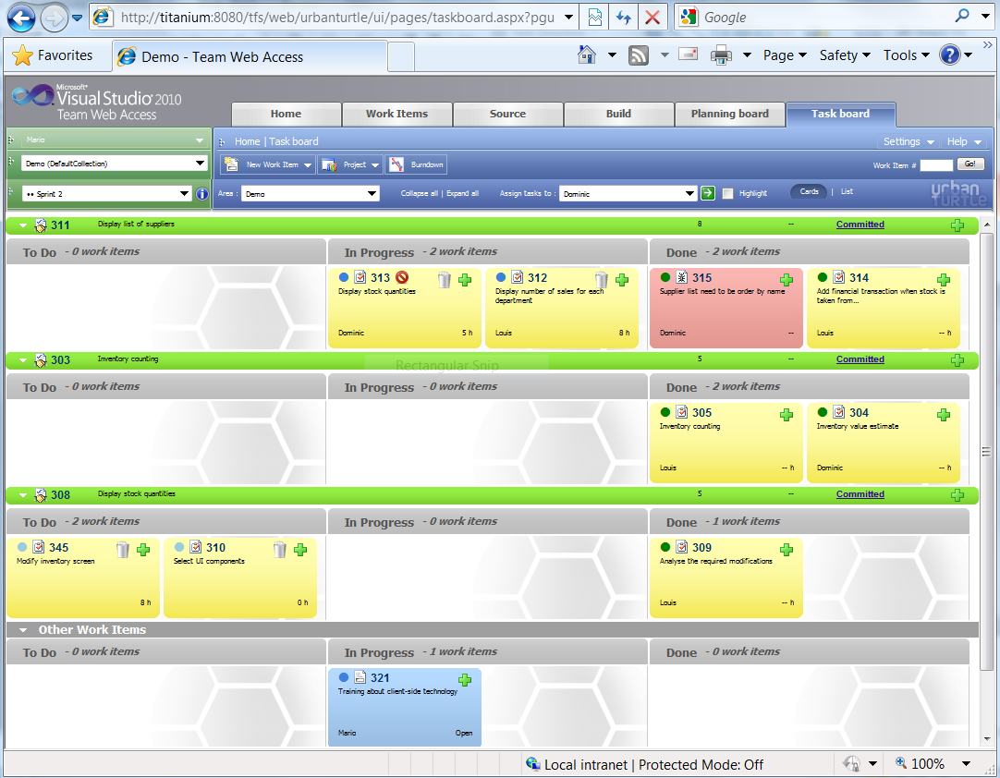 http://titanium:8080/tfs/web/urbanturtle/ui/pages/taskboard.aspx?pgu
Google
Favorites
Demo - Team Web Access
Page
Safety
Tools
Microsoft®
Visual Studio 2010
Team Web Access
Home
Work Items
Source
Build
Planning board
Task board
Mario
Home | Task board
Settings
Help
Demo (DefaultCollection)
New Work Item
Project
Burndown
Work Item #
Go!
•• Sprint 2
Area :
Demo
Collapse all | Expand all
Assign tasks to :
Dominic
Highlight
Cards | List
urban
TURTLE
311 Display list of suppliers 8 -- Committed
To Do - 0 work items
In Progress - 2 work items
Done - 2 work items
313
Display stock quantities
Dominic 5 h
312
Display number of sales for each
department
Louis 8 h
315
Supplier list need to be order by name
Dominic --
314
Add financial transaction when stock is
taken from...
Louis -- h
303 Inventory counting 5 -- Committed
Rectangular Snip
To Do - 0 work items
In Progress - 0 work items
Done - 2 work items
305
Inventory counting
Louis -- h
304
Inventory value estimate
Dominic -- h
308 Display stock quantities 5 -- Committed
To Do - 2 work items
In Progress - 0 work items
Done - 1 work items
345
Modify inventory screen
8 h
310
Select UI components
0 h
309
Analyse the required modifications
Louis -- h
Other Work Items
To Do - 0 work items
In Progress - 1 work items
Done - 0 work items
321
Training about client-side technology
Mario Open
Local intranet | Protected Mode: Off
100%